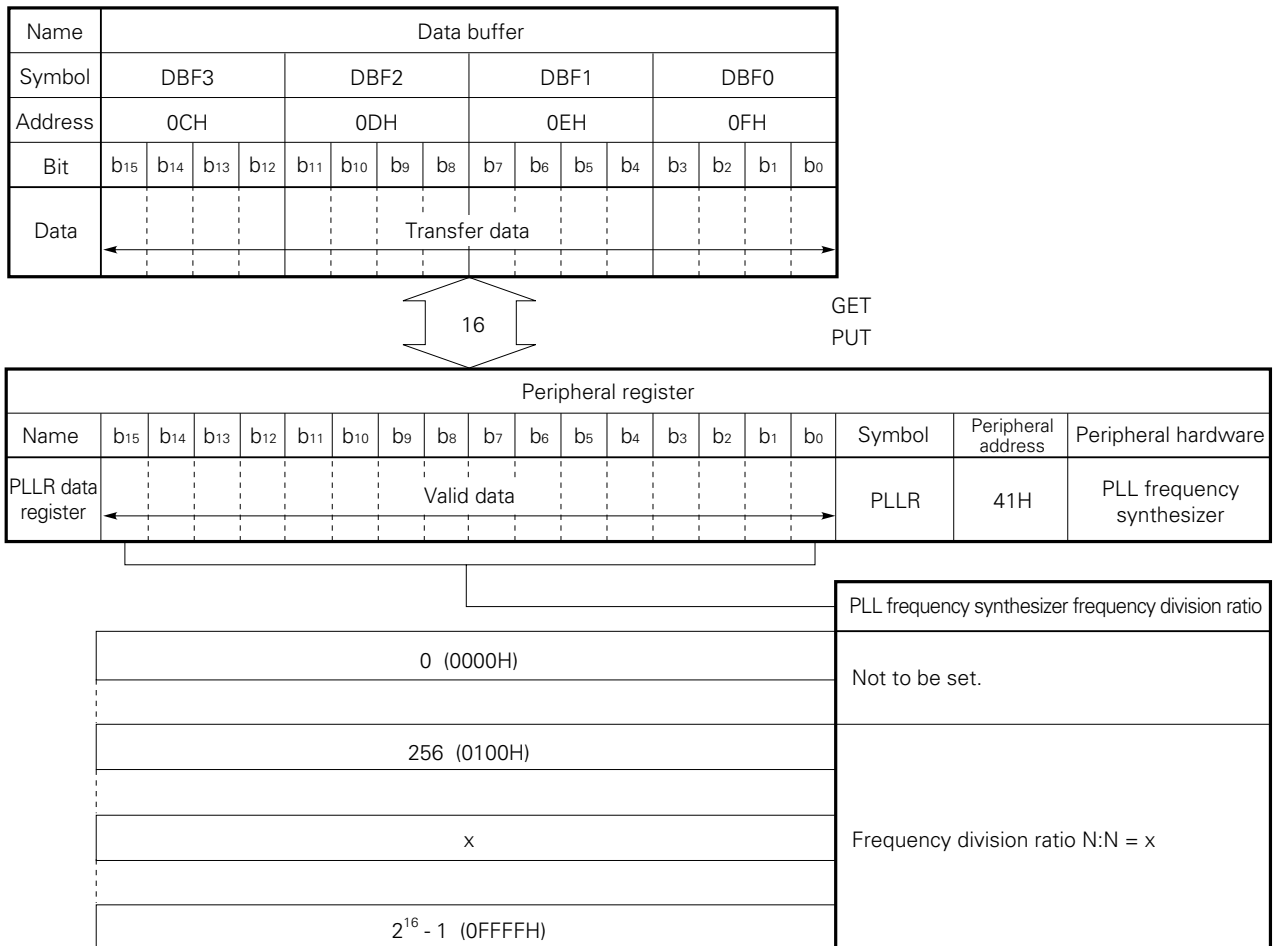 Name Data buffer
Symbol DBF3 DBF2 DBF1 DBF0
Address 0CH 0DH 0EH 0FH
Bit b15 b14 b13 b12 b11 b10 b9 b8 b7 b6 b5 b4 b3 b2 b1 b0
Data Transfer data
16
GET
PUT
Peripheral register
Name b15 b14 b13 b12 b11 b10 b9 b8 b7 b6 b5 b4 b3 b2 b1 b0 Symbol Peripheral address Peripheral hardware
PLLR data register Valid data PLLR 41H PLL frequency synthesizer
PLL frequency synthesizer frequency division ratio
0 (0000H)
Not to be set.
256 (0100H)
x
Frequency division ratio N:N = x
2^16 - 1 (0FFFFH)